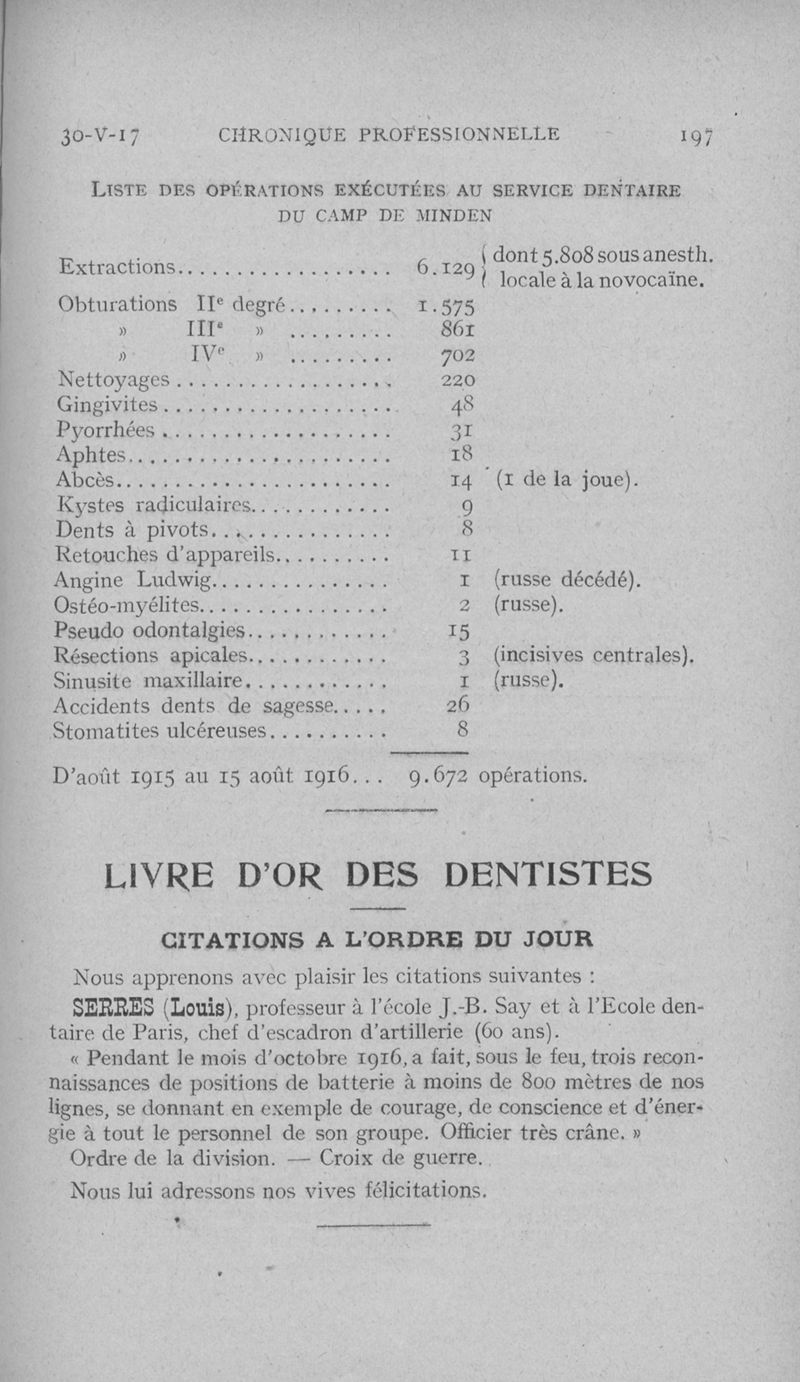 30-V-17 CHRONIQUE PROFESSIONNELLE 197
LISTE DES OPÉRATIONS EXÉCUTÉES AU SERVICE DENTAIRE
DU CAMP DE MINDEN
Extractions................... 6.129 { dont 5.808 sous anesth.
locale à la novocaïne.
Obturations IIe degré.......... 1.575
» IIIe » ......... 861
» IVe » ......... 702
Nettoyages................... 220
Gingivites.................... 48
Pyorrhées.................... 31
Aphtes....................... 18
Abcès........................ 14 (1 de la joue).
Kystes radiculaires............. 9
Dents à pivots................ 8
Retouches d'appareils.......... 11
Angine Ludwig................ 1 (russe décédé).
Ostéo-myélites................. 2 (russe).
Pseudo odontalgies............. 15
Résections apicales............. 3 (incisives centrales).
Sinusite maxillaire............. 1 (russe).
Accidents dents de sagesse..... 26
Stomatites ulcéreuses.......... 8
D'août 1915 au 15 août 1916... 9.672 opérations.
LIVRE D'OR DES DENTISTES
CITATIONS A L'ORDRE DU JOUR
Nous apprenons avec plaisir les citations suivantes :
SERRES (Louis), professeur à l'école J.-B. Say et à l'Ecole den-
taire de Paris, chef d'escadron d'artillerie (60 ans).
« Pendant le mois d'octobre 1916, a fait, sous le feu, trois recon-
naissances de positions de batterie à moins de 800 mètres de nos
lignes, se donnant en exemple de courage, de conscience et d'éner-
gie à tout le personnel de son groupe. Officier très crâne. »
Ordre de la division. — Croix de guerre.
Nous lui adressons nos vives félicitations.